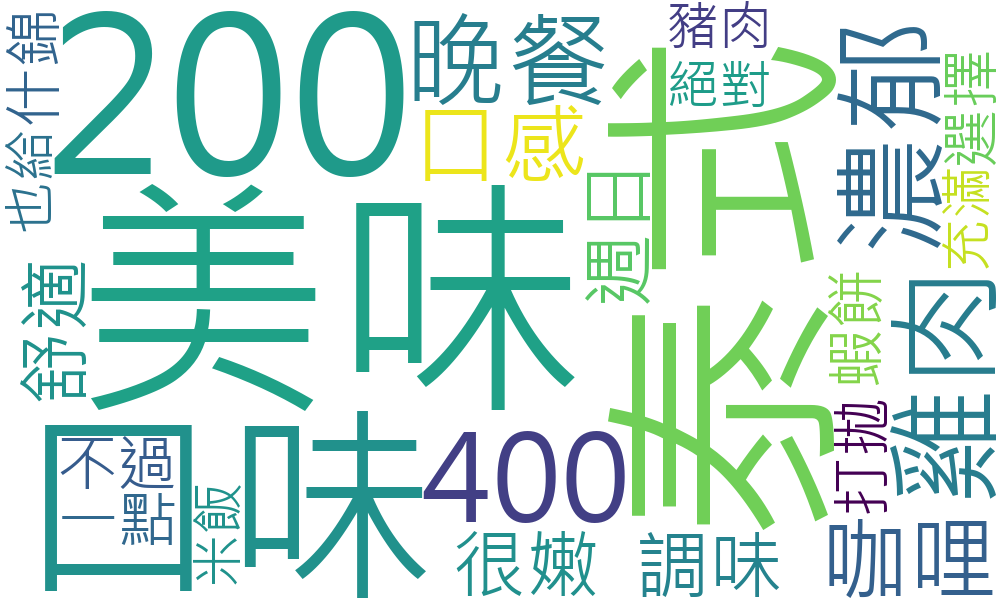 也給什錦
200
晚餐
豬肉
絕對
口感
泰式
濃郁
選擇
充滿
美味
週日
舒適
蝦餅
雞肉
口味
不過
一點
米飯
400
打拋
很嫩
調味
咖哩